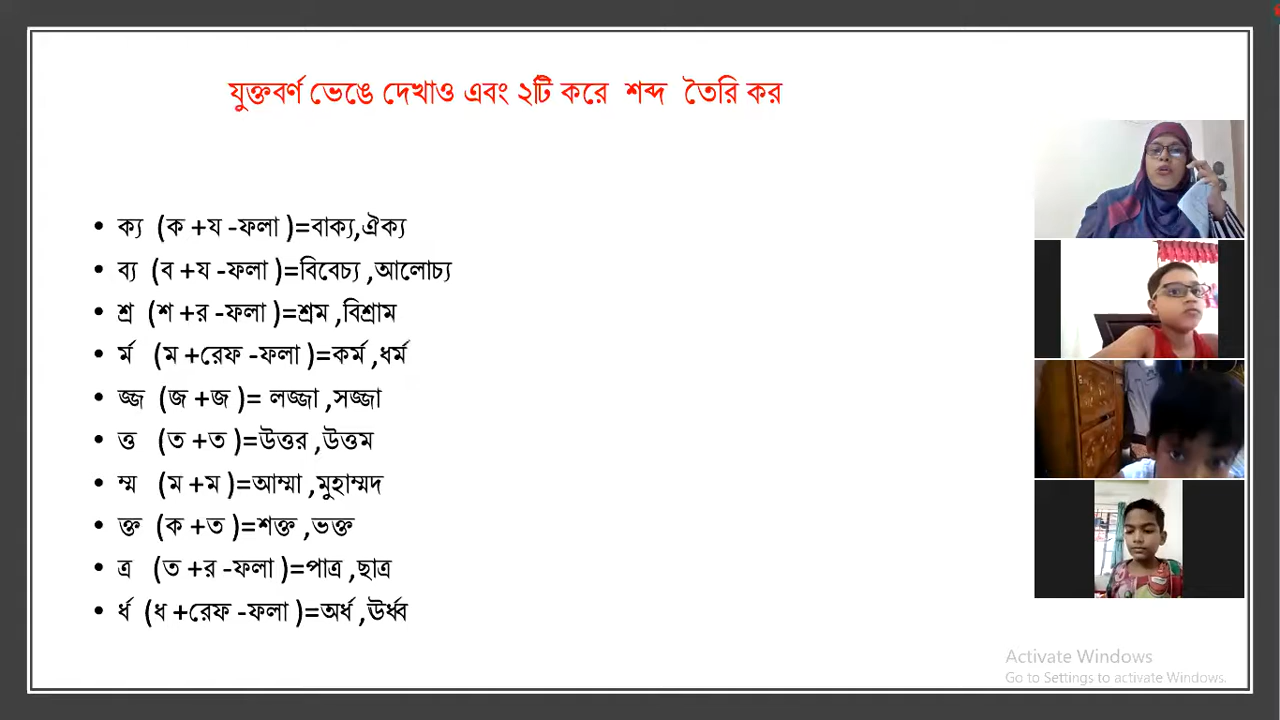 যুক্তবর্ণ ভেঙে দেখাও এবং ২টি করে শব্দ তৈরি কর
• ক্য (ক +য -ফলা )=বাক্য,ঐক্য
• ব্য (ব +য -ফলা )=বিবেচ্য ,আলোচ্য
• শ্র (শ +র -ফলা )=শ্রম ,বিশ্রাম
• র্ম (ম +রেফ -ফলা )=কর্ম ,ধর্ম
• জ্জ (জ +জ )= লজ্জা ,সজ্জা
• ত্ত (ত +ত )=উত্তর ,উত্তম
• ম্ম (ম +ম )=আম্মা ,মুহাম্মদ
• ক্ত (ক +ত )=শক্ত ,ভক্ত
• ত্র (ত +র -ফলা )=পাত্র ,ছাত্র
• র্ধ (ধ +রেফ -ফলা )=অর্ধ ,ঊর্ধ্ব
Activate Windows
Go to Settings to activate Windows.